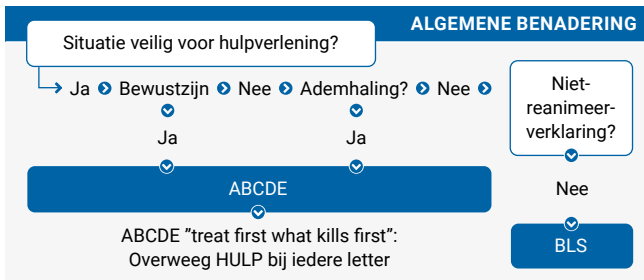 ALGEMENE BENADERING
Situatie veilig voor hulpverlening?
Ja Bewustzijn Nee Ademhaling? Nee
Ja Ja
Niet-
reanimeer-
verklaring?
ABCDE
Nee
ABCDE ”treat first what kills first”:
Overweeg HULP bij iedere letter
BLS